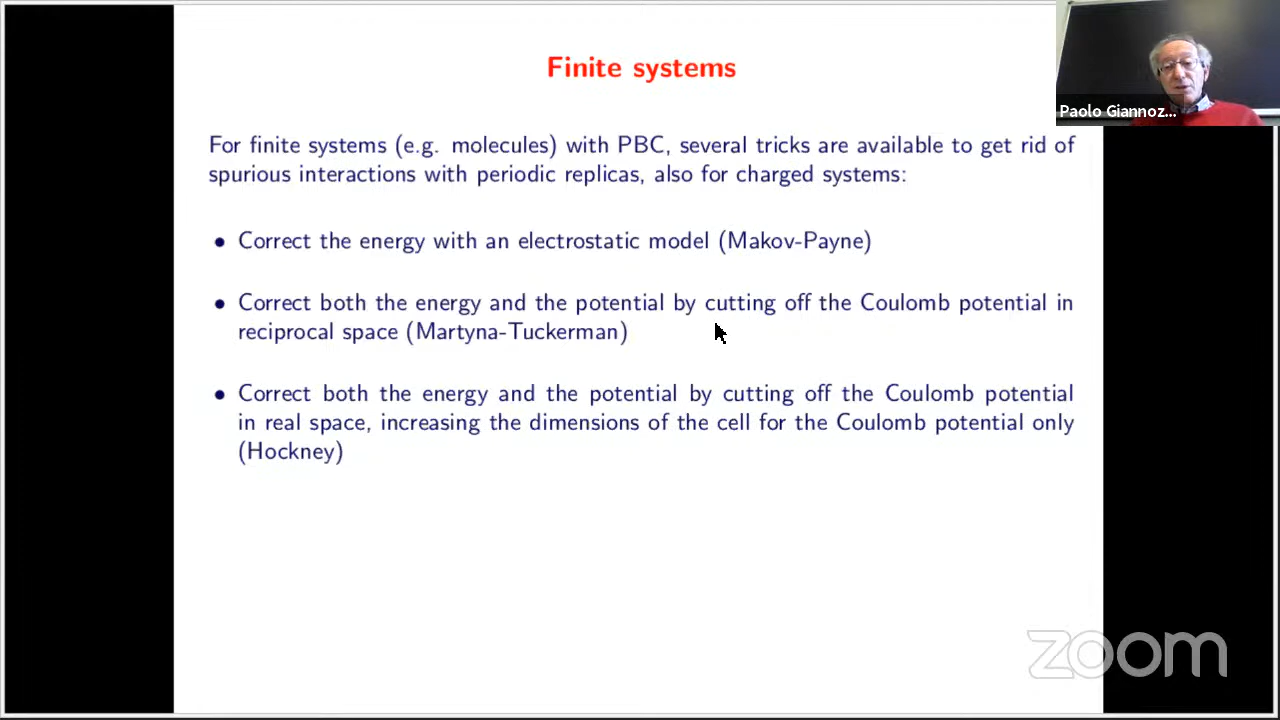 Finite systems
Paolo Giannoz...
For finite systems (e.g. molecules) with PBC, several tricks are available to get rid of
spurious interactions with periodic replicas, also for charged systems:
• Correct the energy with an electrostatic model (Makov-Payne)
• Correct both the energy and the potential by cutting off the Coulomb potential in
reciprocal space (Martyna-Tuckerman)
• Correct both the energy and the potential by cutting off the Coulomb potential
in real space, increasing the dimensions of the cell for the Coulomb potential only
(Hockney)
zoom